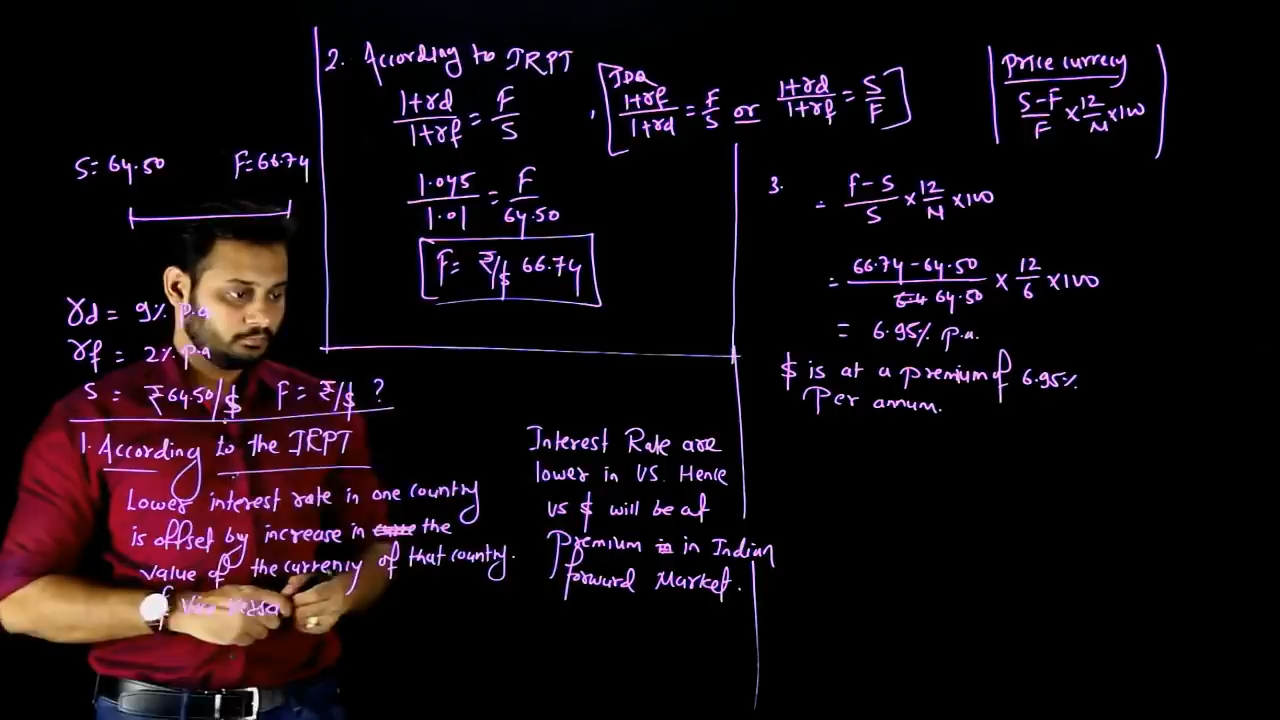 S= 64.50 F=66.74
rd = 9% p.a
rf = 2% p.a
S = ₹64.50/$ F = ₹/$ ?
1. According to the IRPT
Lower interest rate in one country
is offset by increase in the
value of the currency of that country.
Vice versa
2. According to IRPT
(1+rd)/(1+rf) = F/S , [IDQ (1+rf)/(1+rd) = F/S or (1+rd)/(1+rf) = S/F]
1.045/1.01 = F/64.50
F= ₹/$ 66.74
Interest Rate are
lower in US. Hence
US $ will be at
Premium in Indian
forward Market.
Price currecy
(S-F)/F × 12/M × 100
3. = (F-S)/S × 12/M × 100
= (66.74-64.50)/64.50 × 12/6 × 100
= 6.95% p.a.
$ is at a premium of 6.95%
Per annum.